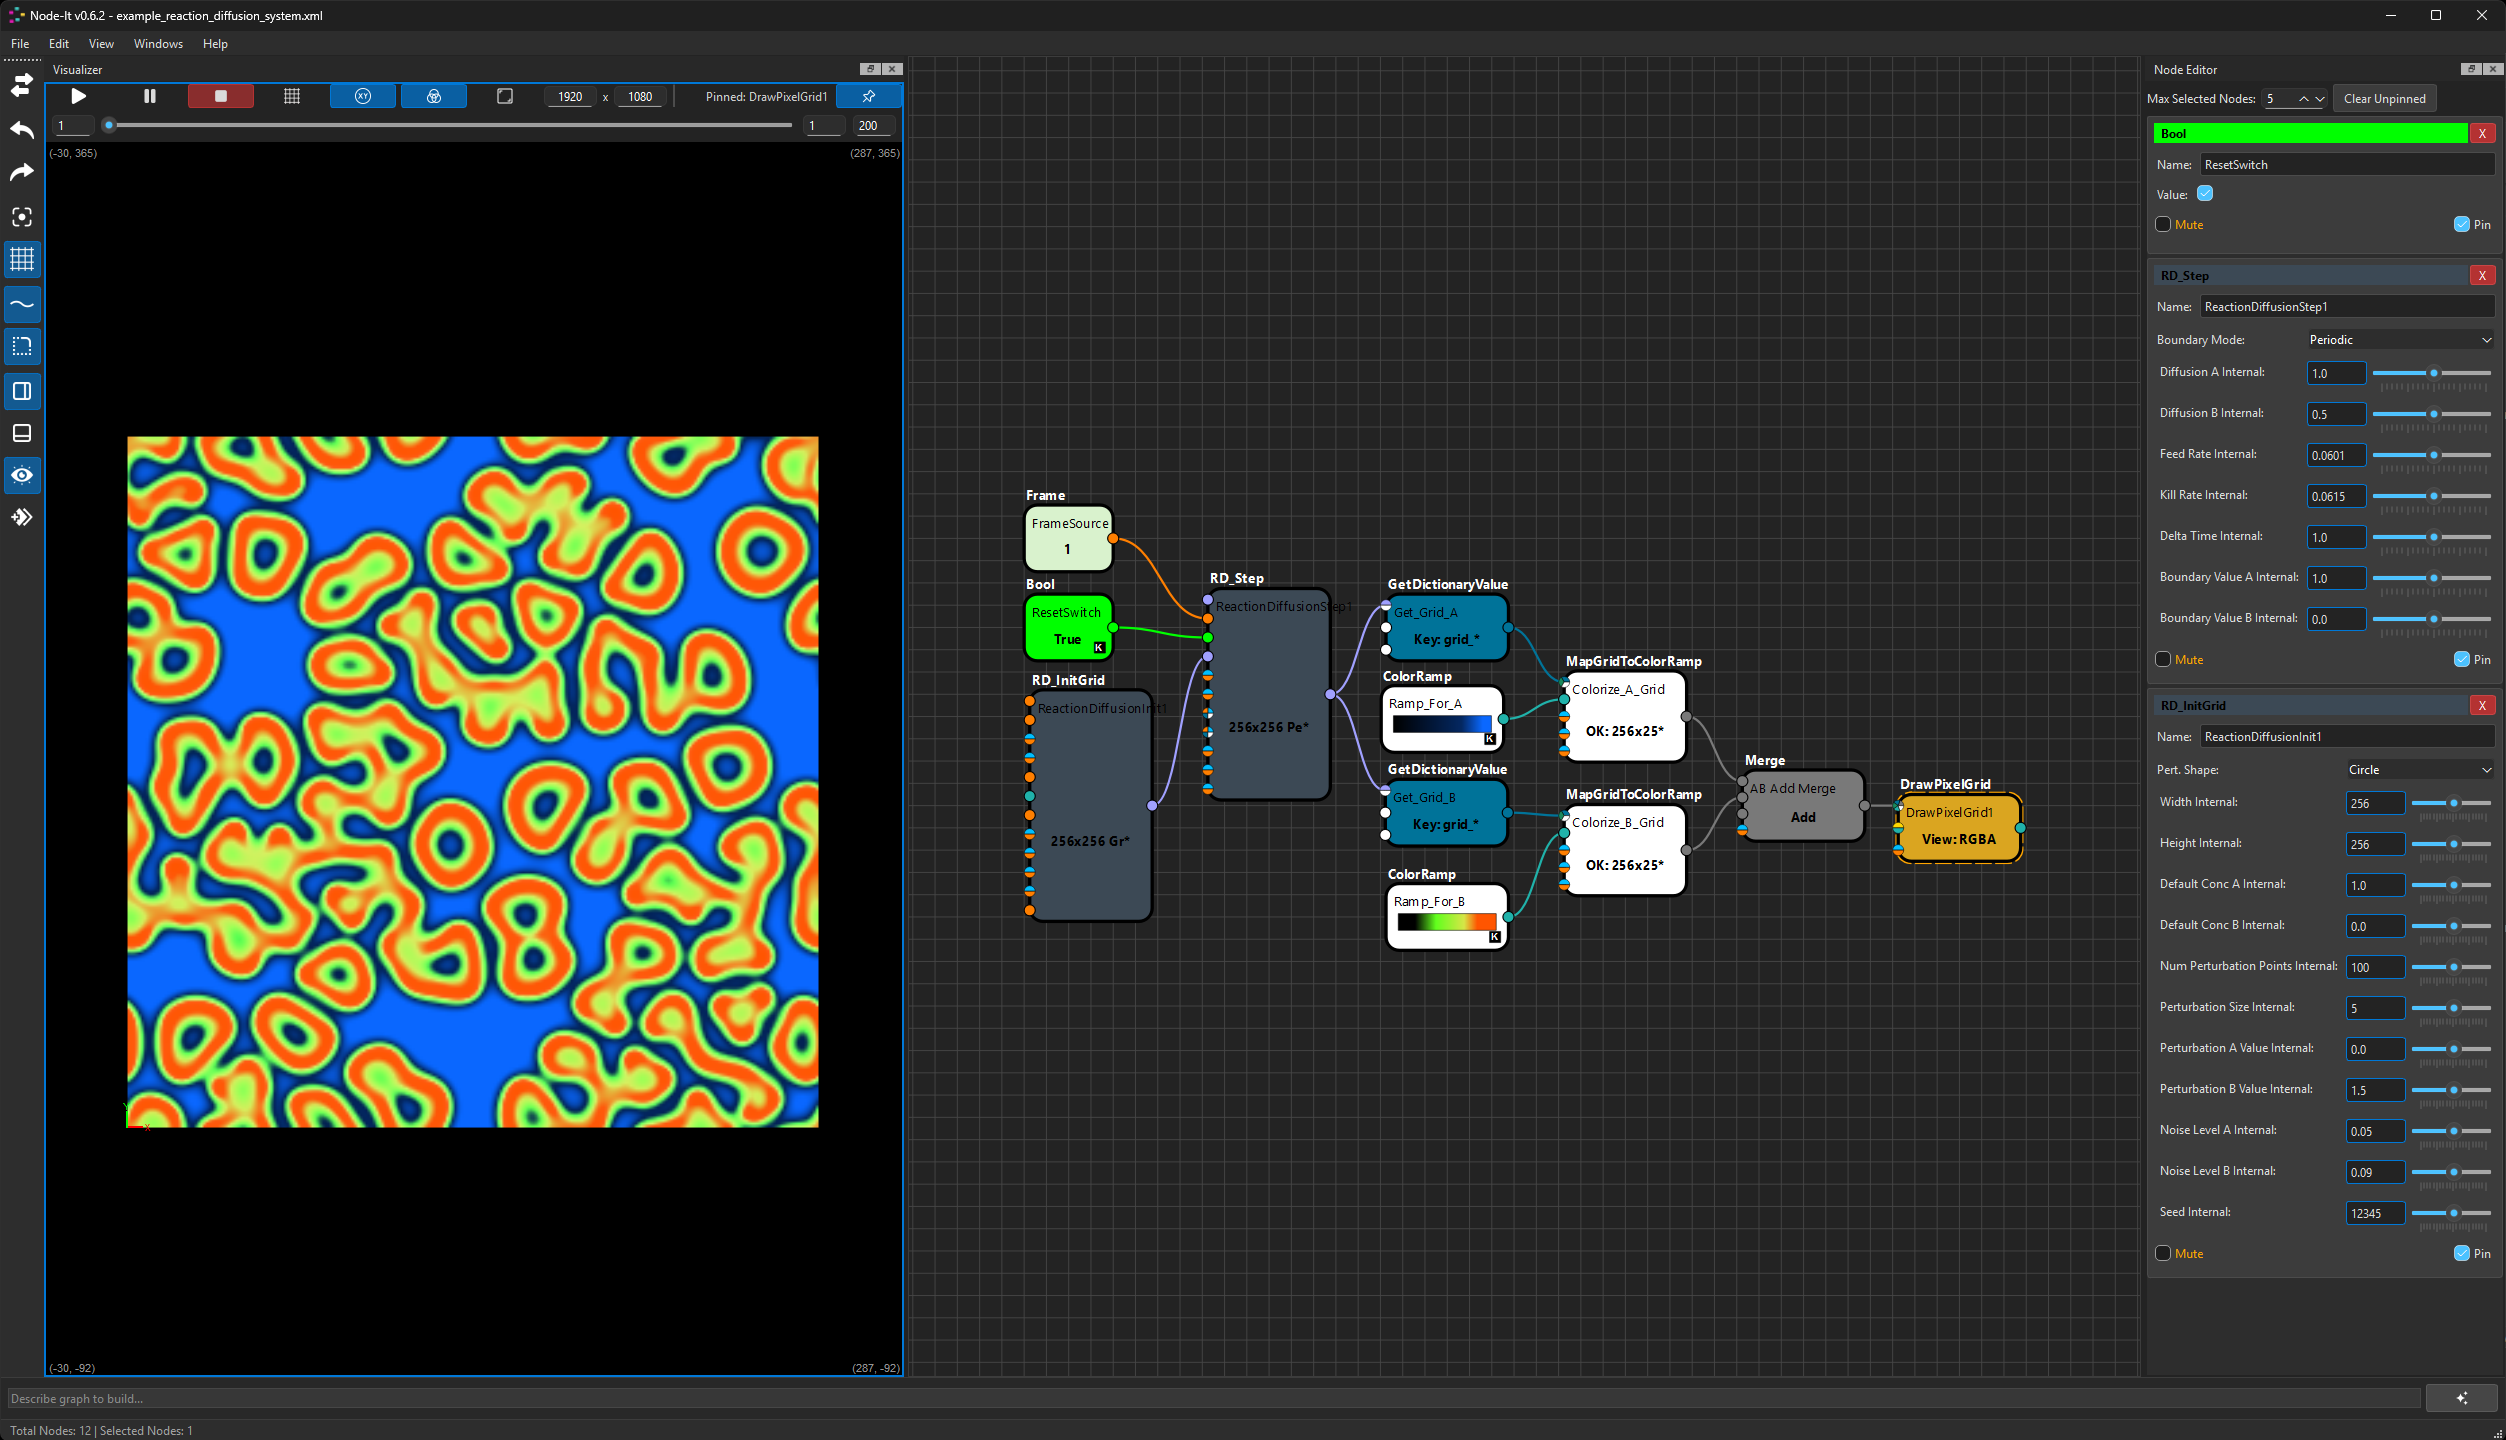 Node-It v0.6.2 - example_reaction_diffusion_system.xml
File Edit View Windows Help
Visualizer
XY
1920 x 1080
Pinned: DrawPixelGrid1
1
1
200
(-30, 365)
(287, 365)
Y
X
(-30, -92)
(287, -92)
Frame
FrameSource
1
Bool
ResetSwitch
True
K
RD_InitGrid
ReactionDiffusionInit1
256x256 Gr*
RD_Step
ReactionDiffusionStep1
256x256 Pe*
GetDictionaryValue
Get_Grid_A
Key: grid_*
ColorRamp
Ramp_For_A
K
GetDictionaryValue
Get_Grid_B
Key: grid_*
ColorRamp
Ramp_For_B
K
MapGridToColorRamp
Colorize_A_Grid
OK: 256x25*
MapGridToColorRamp
Colorize_B_Grid
OK: 256x25*
Merge
AB Add Merge
Add
DrawPixelGrid
DrawPixelGrid1
View: RGBA
Node Editor
Max Selected Nodes: 5
Clear Unpinned
Bool
X
Name: ResetSwitch
Value:
Mute
Pin
RD_Step
X
Name: ReactionDiffusionStep1
Boundary Mode: Periodic
Diffusion A Internal: 1.0
Diffusion B Internal: 0.5
Feed Rate Internal: 0.0601
Kill Rate Internal: 0.0615
Delta Time Internal: 1.0
Boundary Value A Internal: 1.0
Boundary Value B Internal: 0.0
Mute
Pin
RD_InitGrid
X
Name: ReactionDiffusionInit1
Pert. Shape: Circle
Width Internal: 256
Height Internal: 256
Default Conc A Internal: 1.0
Default Conc B Internal: 0.0
Num Perturbation Points Internal: 100
Perturbation Size Internal: 5
Perturbation A Value Internal: 0.0
Perturbation B Value Internal: 1.5
Noise Level A Internal: 0.05
Noise Level B Internal: 0.09
Seed Internal: 12345
Mute
Pin
Describe graph to build...
Total Nodes: 12 | Selected Nodes: 1